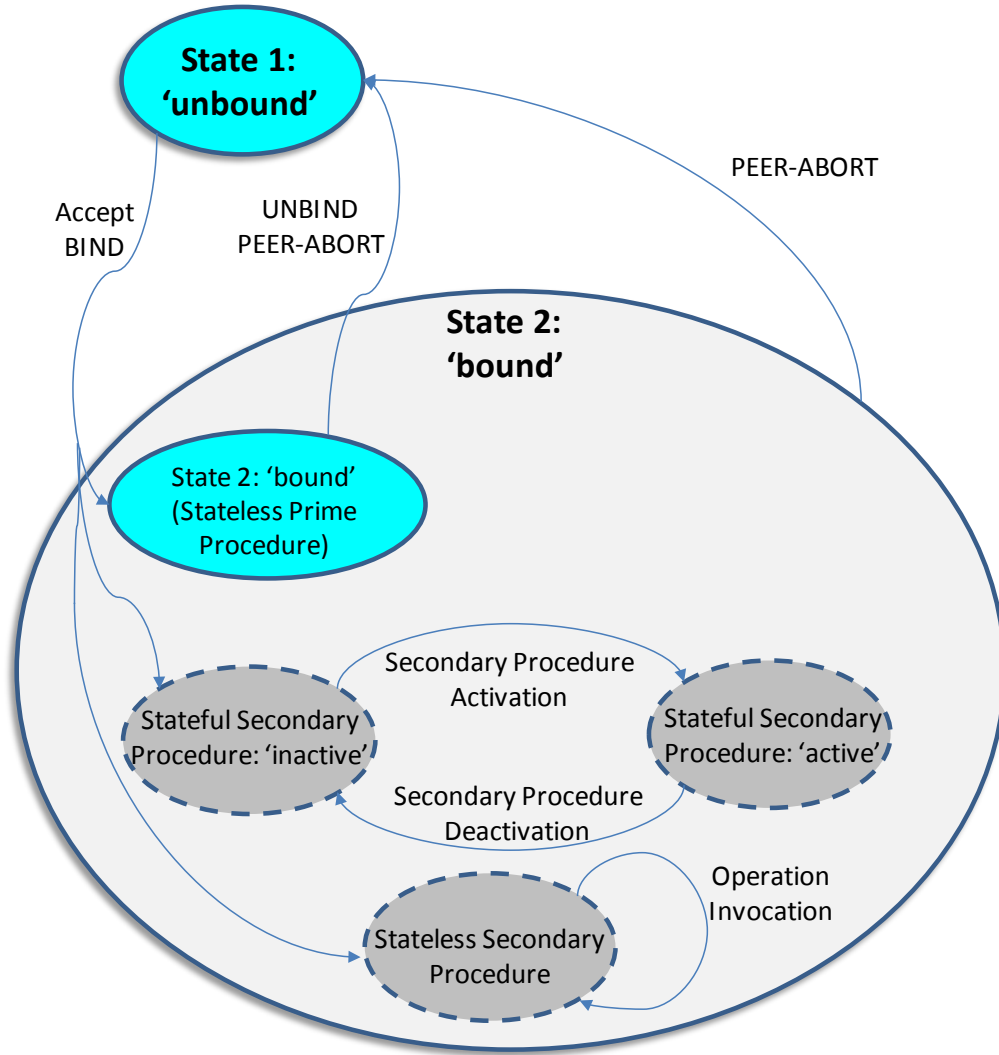 State 1:
‘unbound’
Accept
BIND
UNBIND
PEER-ABORT
PEER-ABORT
State 2:
‘bound’
State 2: ‘bound’
(Stateless Prime
Procedure)
Secondary Procedure
Activation
Stateful Secondary
Procedure: ‘inactive’
Stateful Secondary
Procedure: ‘active’
Secondary Procedure
Deactivation
Operation
Invocation
Stateless Secondary
Procedure